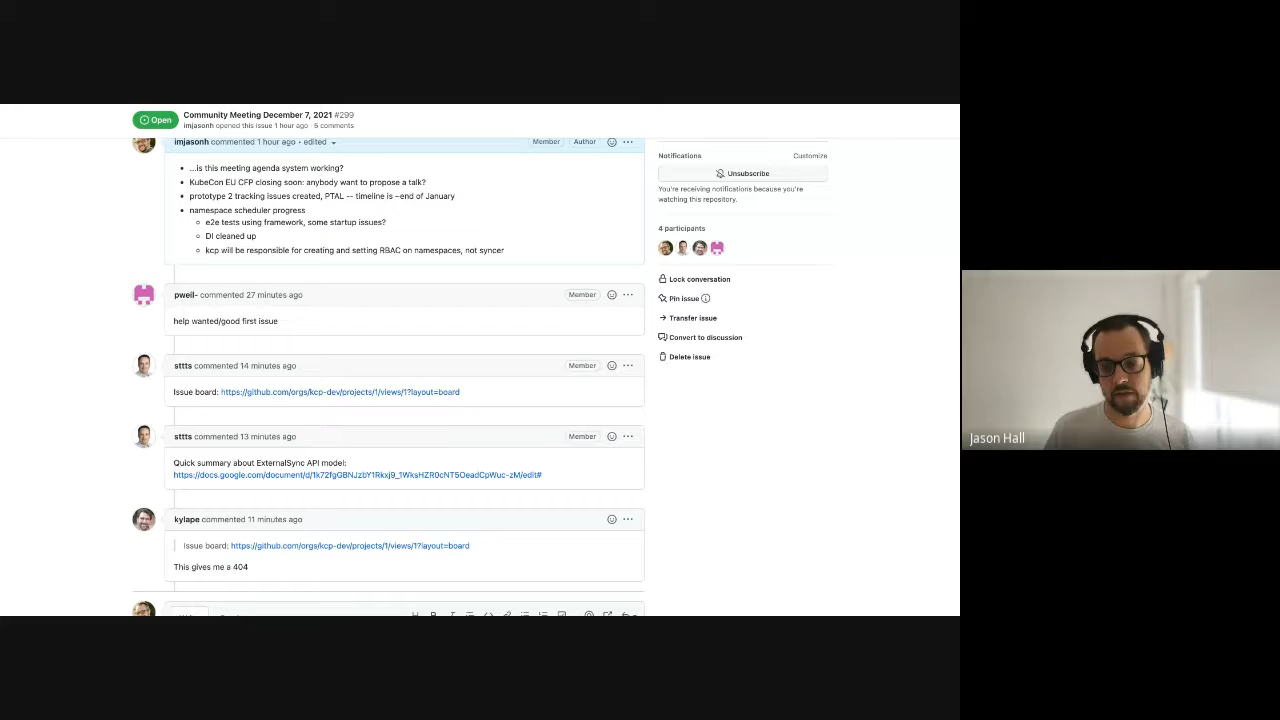 Open
Community Meeting December 7, 2021 #299
imjasonh opened this issue 1 hour ago · 5 comments
imjasonh commented 1 hour ago • edited
Member
Author
• ...is this meeting agenda system working?
• KubeCon EU CFP closing soon: anybody want to propose a talk?
• prototype 2 tracking issues created, PTAL -- timeline is ~end of January
• namespace scheduler progress
◦ e2e tests using framework, some startup issues?
◦ DI cleaned up
◦ kcp will be responsible for creating and setting RBAC on namespaces, not syncer
pweil- commented 27 minutes ago
Member
help wanted/good first issue
sttts commented 14 minutes ago
Member
Issue board: https://github.com/orgs/kcp-dev/projects/1/views/1?layout=board
sttts commented 13 minutes ago
Member
Quick summary about ExternalSync API model:
https://docs.google.com/document/d/1k72fgGBNJzbY1Rkxj9_1WksHZR0cNT5OeadCpWuc-zM/edit#
kylape commented 11 minutes ago
Issue board: https://github.com/orgs/kcp-dev/projects/1/views/1?layout=board
This gives me a 404
Notifications
Customize
Unsubscribe
You're receiving notifications because you're
watching this repository.
4 participants
Lock conversation
Pin issue
Transfer issue
Convert to discussion
Delete issue
Jason Hall